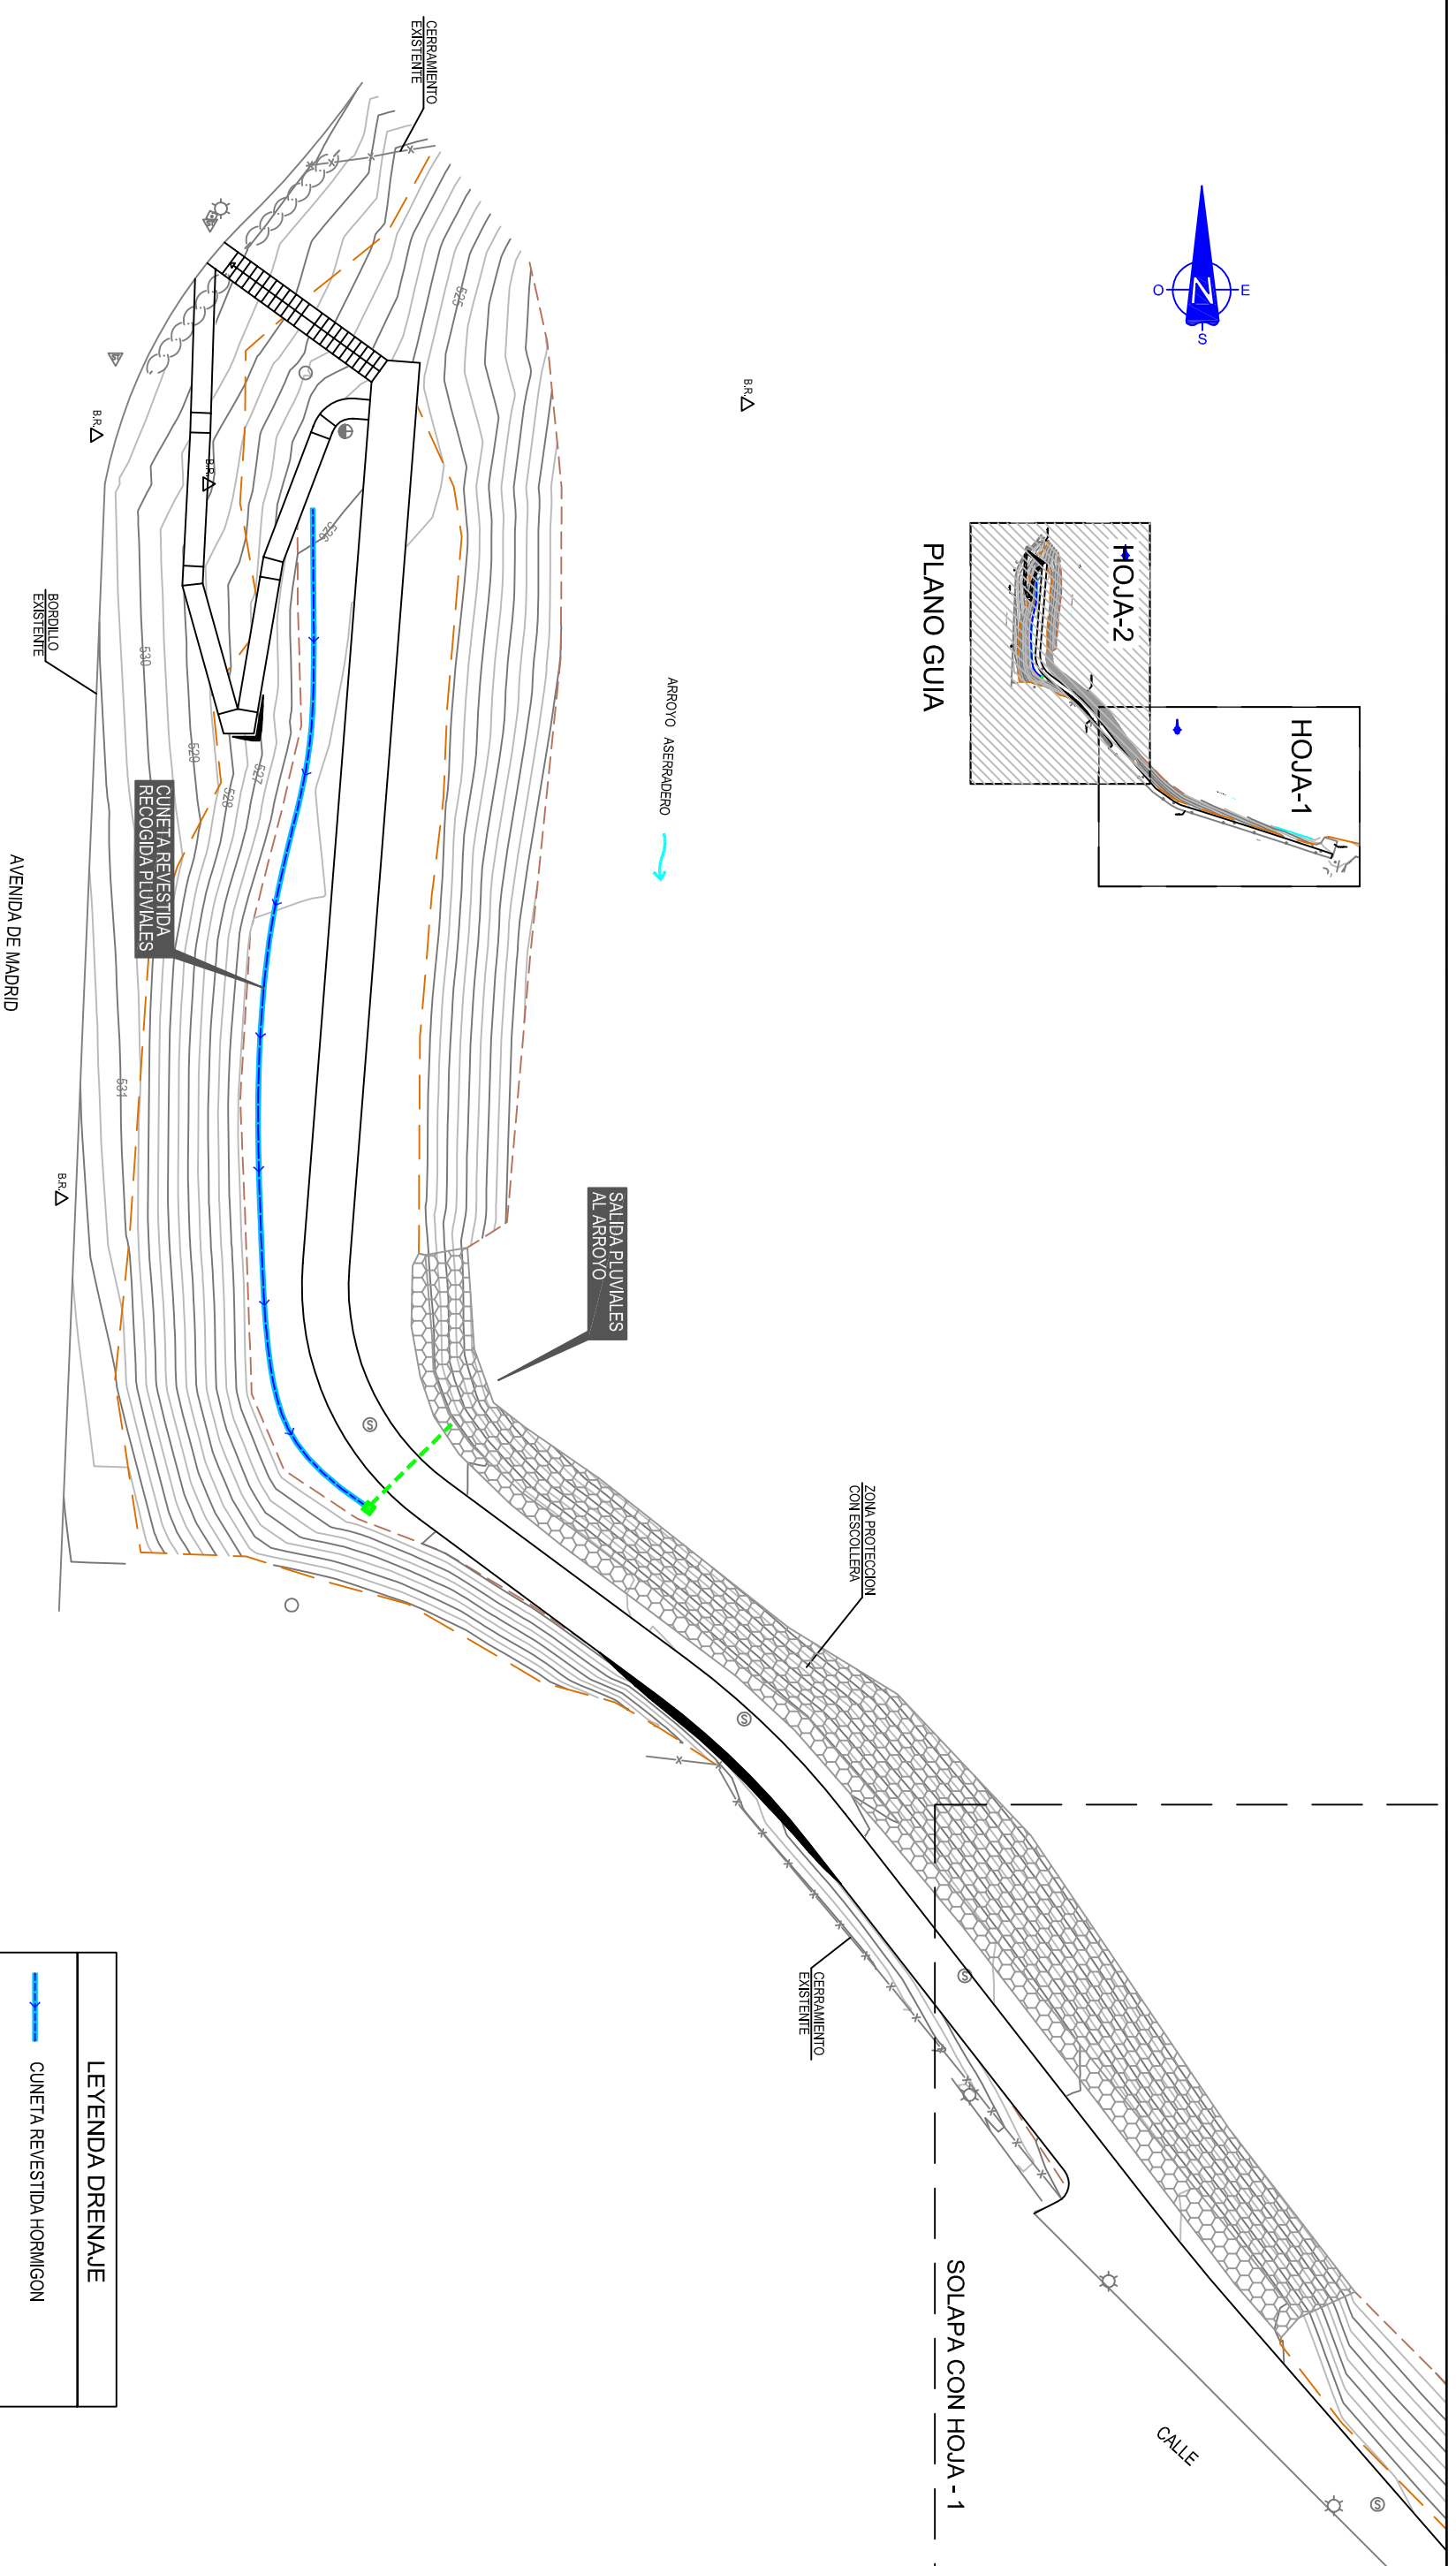 CERRAMIENTO
EXISTENTE
N
O
E
S
B.R.
HOJA-2
HOJA-1
PLANO GUIA
525
B.R.
B.R.
526
BORDILLO
EXISTENTE
530
529
528
527
ARROYO ASERRADERO
CUNETA REVESTIDA
RECOGIDA PLUVIALES
AVENIDA DE MADRID
531
B.R.
SALIDA PLUVIALES
AL ARROYO
S
ZONA PROTECCION
CON ESCOLLERA
S
S
CERRAMIENTO
EXISTENTE
SOLAPA CON HOJA - 1
CALLE
S
LEYENDA DRENAJE
CUNETA REVESTIDA HORMIGON